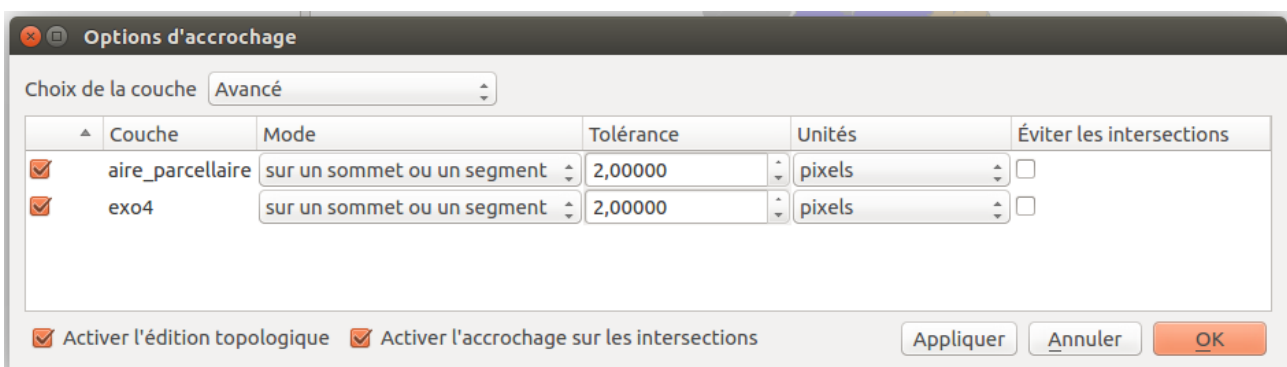 Options d'accrochage
Choix de la couche Avancé
Couche Mode Tolérance Unités Éviter les intersections
aire_parcellaire sur un sommet ou un segment 2,00000 pixels
exo4 sur un sommet ou un segment 2,00000 pixels
Activer l'édition topologique Activer l'accrochage sur les intersections Appliquer Annuler OK